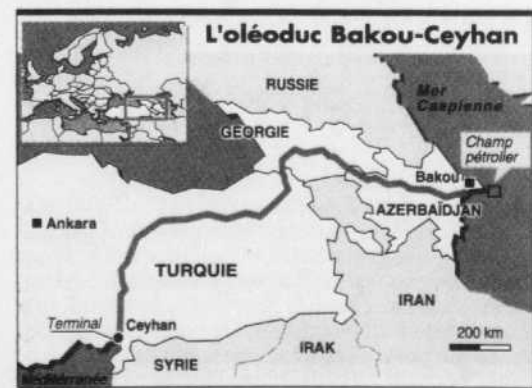 L'oléoduc Bakou-Ceyhan
RUSSIE
Mer
Caspienne
GEORGIE
Champ
pétrolier
Bakou
AZERBAÏDJAN
Ankara
TURQUIE
IRAN
Terminal
Ceyhan
200 km
IRAK
SYRIE
Méditerranée